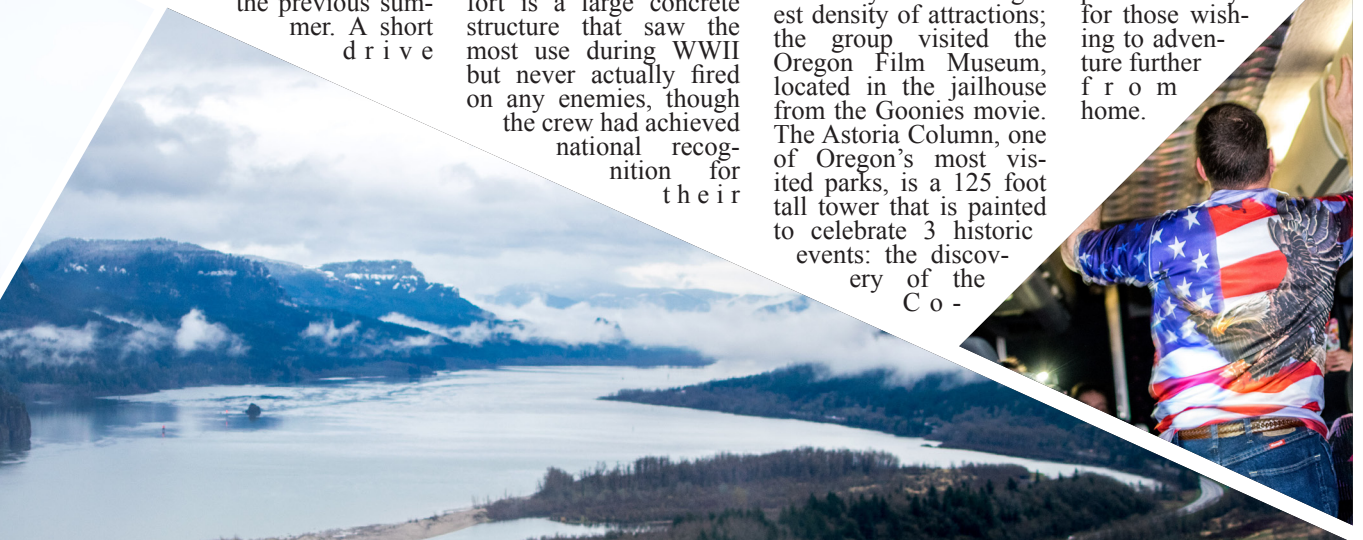 the previous sum-
mer. A short
drive
fort is a large concrete
structure that saw the
most use during WWII
but never actually fired
on any enemies, though
the crew had achieved
national recog-
nition for
their
est density of attractions;
the group visited the
Oregon Film Museum,
located in the jailhouse
from the Goonies movie.
The Astoria Column, one
of Oregon’s most vis-
ited parks, is a 125 foot
tall tower that is painted
to celebrate 3 historic
events: the discov-
ery of the
Co-
for those wish-
ing to adven-
ture further
from
home.